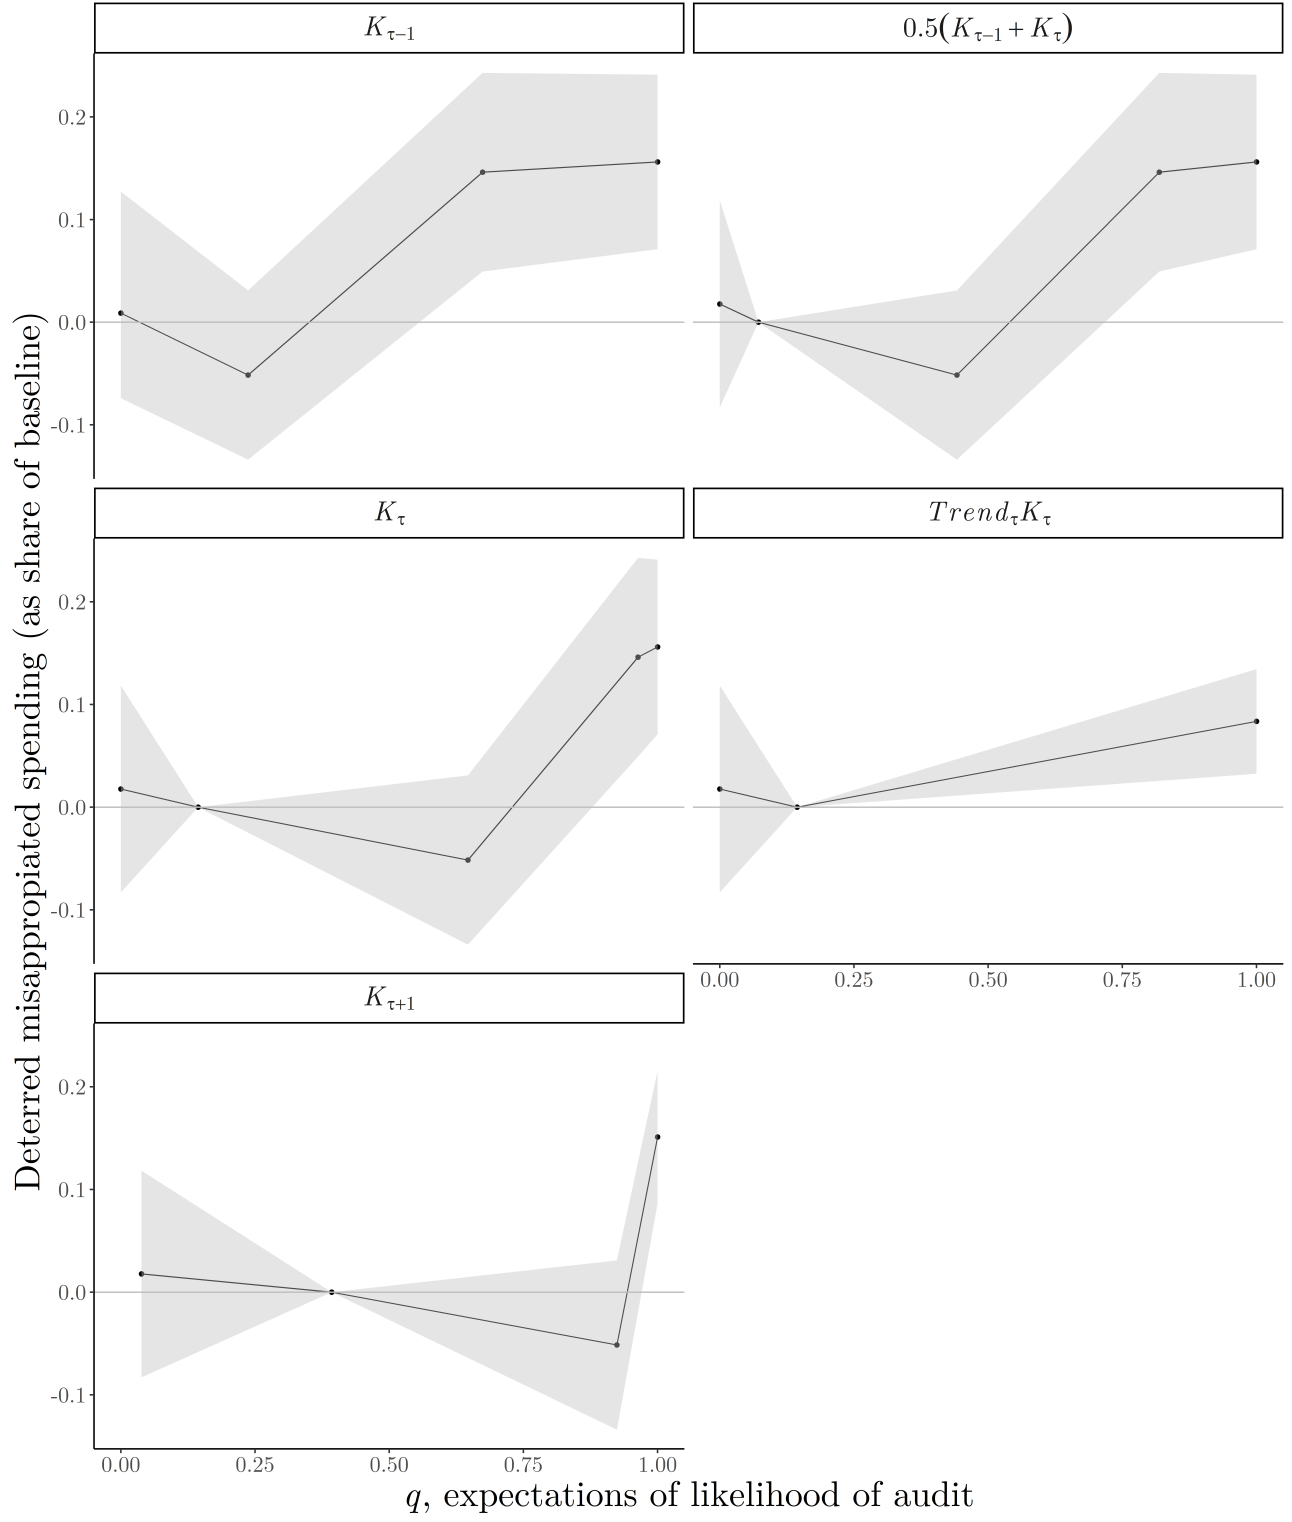 K_{τ−1}
0.5(K_{τ−1} + K_τ)
0.2
0.1
0.0
-0.1
K_τ
Trend_τK_τ
0.2
0.1
0.0
-0.1
0.00 0.25 0.50 0.75 1.00
K_{τ+1}
0.2
0.1
0.0
-0.1
0.00 0.25 0.50 0.75 1.00
Deterred misappropiated spending (as share of baseline)
q, expectations of likelihood of audit